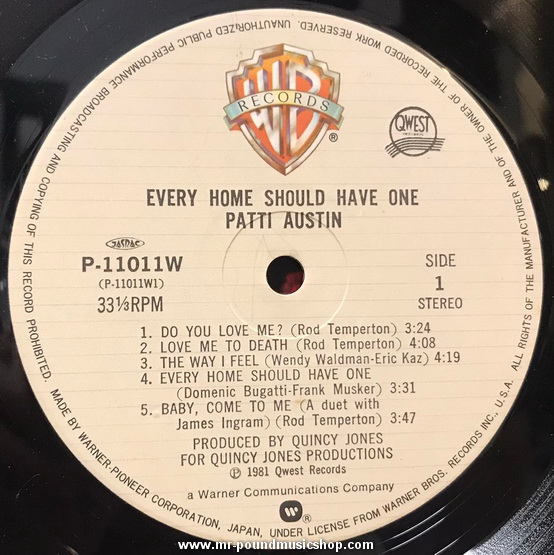 UNAUTHORIZED PUBLIC PERFORMANCE BROADCASTING AND COPYING OF THIS RECORD PROHIBITED.
ALL RIGHTS OF THE MANUFACTURER AND OF THE OWNER OF THE RECORDED WORK RESERVED.
WB
RECORDS
®
QWEST
RECORDS
EVERY HOME SHOULD HAVE ONE
PATTI AUSTIN
JASRAC
P-11011W
(P-11011W1)
33⅓RPM
SIDE
1
STEREO
1. DO YOU LOVE ME? (Rod Temperton) 3:24
2. LOVE ME TO DEATH (Rod Temperton) 4:08
3. THE WAY I FEEL (Wendy Waldman-Eric Kaz) 4:19
4. EVERY HOME SHOULD HAVE ONE
(Domenic Bugatti-Frank Musker) 3:31
5. BABY, COME TO ME (A duet with
James Ingram) (Rod Temperton) 3:47
PRODUCED BY QUINCY JONES
FOR QUINCY JONES PRODUCTIONS
℗ 1981 Qwest Records
a Warner Communications Company
W ®
MADE BY WARNER-PIONEER CORPORATION, JAPAN, UNDER LICENSE FROM WARNER BROS. RECORDS INC., U.S.A.
www.mr-poundmusicshop.com